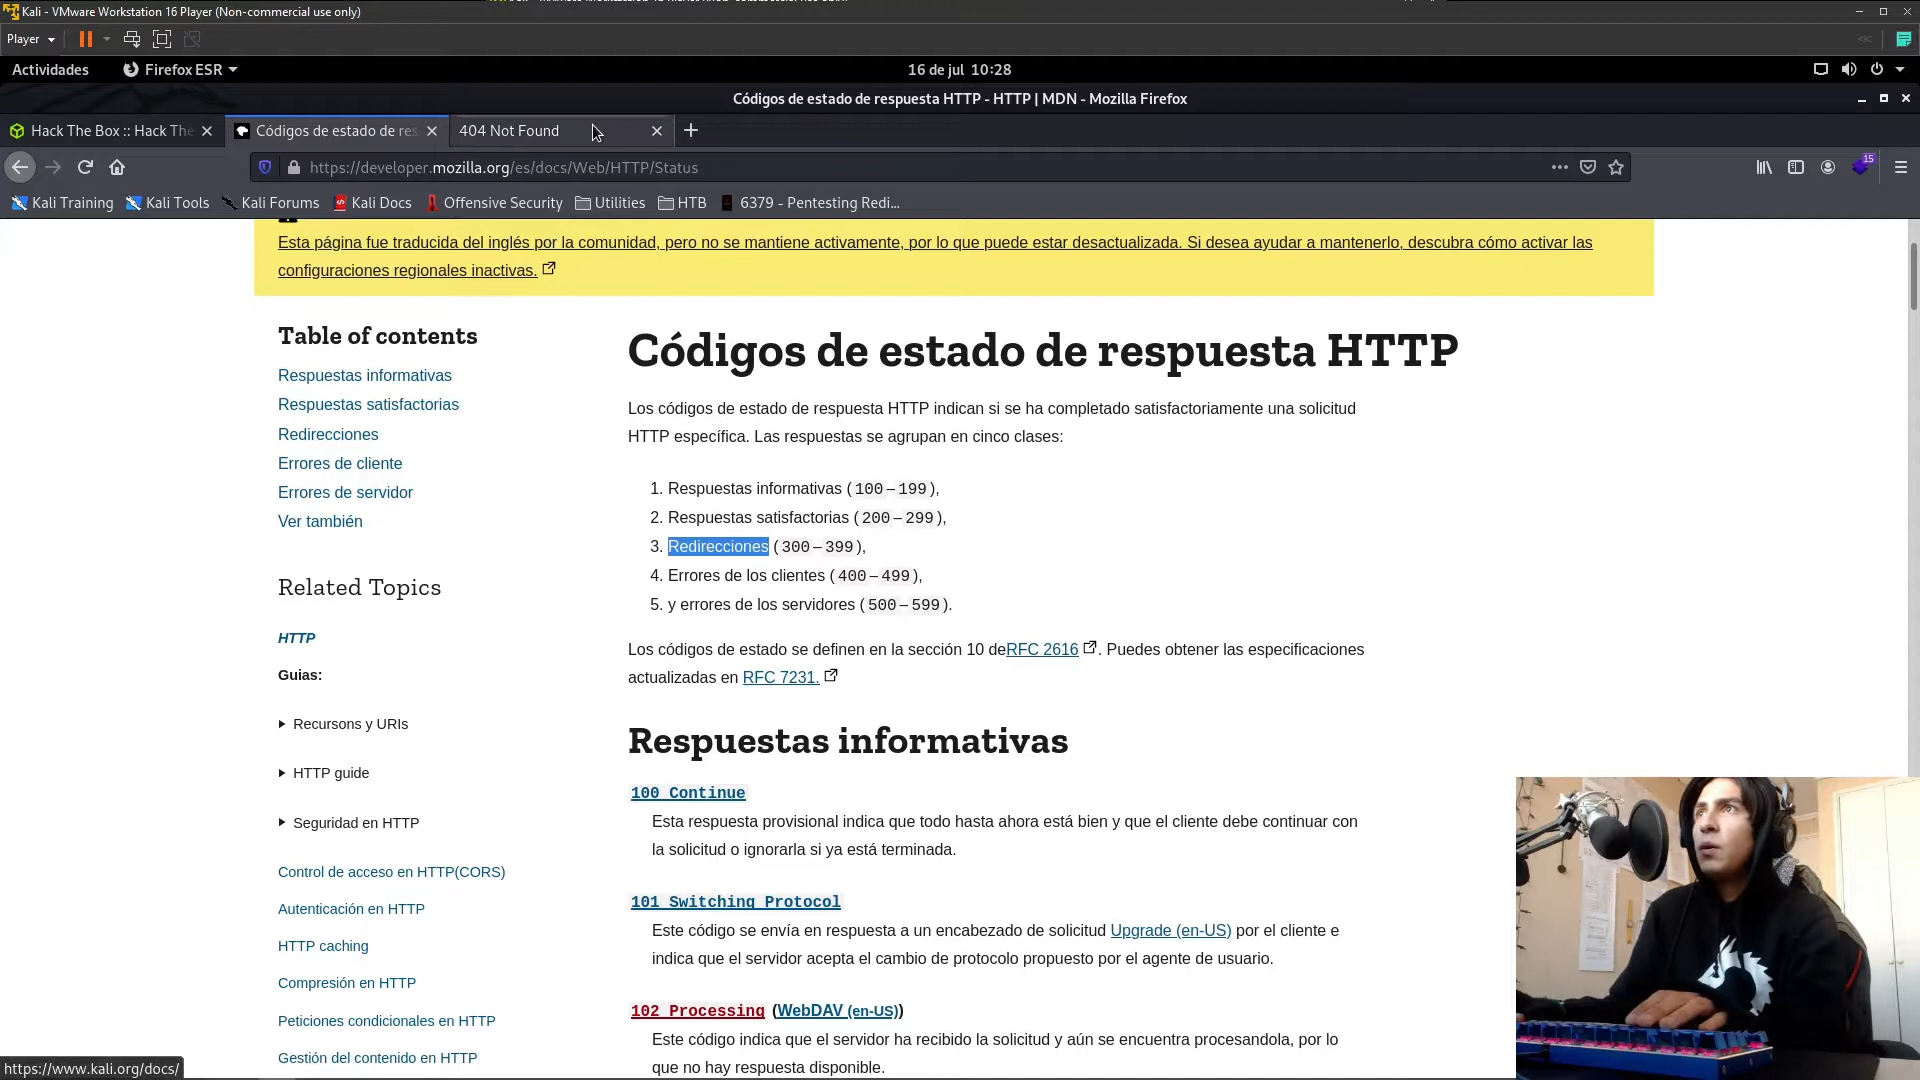 Kali - VMware Workstation 16 Player (Non-commercial use only)
Player
Actividades
Firefox ESR
16 de jul 10:28
Códigos de estado de respuesta HTTP - HTTP | MDN - Mozilla Firefox
Hack The Box :: Hack The
Códigos de estado de res
404 Not Found
https://developer.mozilla.org/es/docs/Web/HTTP/Status
15
Kali Training
Kali Tools
Kali Forums
Kali Docs
Offensive Security
Utilities
HTB
6379 - Pentesting Redi...
Esta página fue traducida del inglés por la comunidad, pero no se mantiene activamente, por lo que puede estar desactualizada. Si desea ayudar a mantenerlo, descubra cómo activar las
configuraciones regionales inactivas.
Table of contents
Respuestas informativas
Respuestas satisfactorias
Redirecciones
Errores de cliente
Errores de servidor
Ver también
Related Topics
HTTP
Guias:
Recursons y URIs
HTTP guide
Seguridad en HTTP
Control de acceso en HTTP(CORS)
Autenticación en HTTP
HTTP caching
Compresión en HTTP
Peticiones condicionales en HTTP
Gestión del contenido en HTTP
Códigos de estado de respuesta HTTP
Los códigos de estado de respuesta HTTP indican si se ha completado satisfactoriamente una solicitud
HTTP específica. Las respuestas se agrupan en cinco clases:
1. Respuestas informativas (100–199),
2. Respuestas satisfactorias (200–299),
3. Redirecciones (300–399),
4. Errores de los clientes (400–499),
5. y errores de los servidores (500–599).
Los códigos de estado se definen en la sección 10 deRFC 2616. Puedes obtener las especificaciones
actualizadas en RFC 7231.
Respuestas informativas
100 Continue
Esta respuesta provisional indica que todo hasta ahora está bien y que el cliente debe continuar con
la solicitud o ignorarla si ya está terminada.
101 Switching Protocol
Este código se envía en respuesta a un encabezado de solicitud Upgrade (en-US) por el cliente e
indica que el servidor acepta el cambio de protocolo propuesto por el agente de usuario.
102 Processing (WebDAV (en-US))
Este código indica que el servidor ha recibido la solicitud y aún se encuentra procesandola, por lo
que no hay respuesta disponible.
https://www.kali.org/docs/